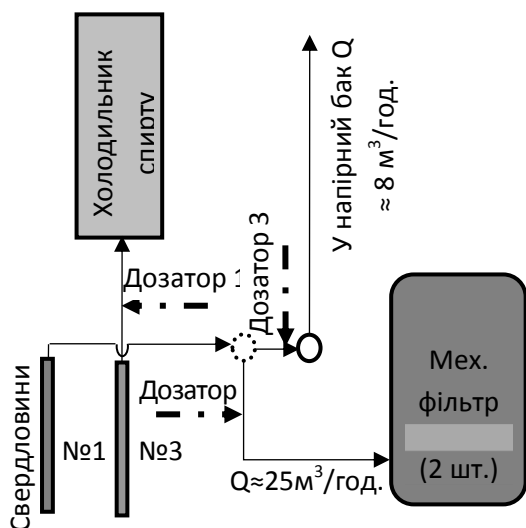 Холодильник
спирту
У напірний бак Q
≈ 8 м³/год.
Дозатор 1
Дозатор 3
Дозатор
Свердловини
№1
№3
Q≈25м³/год.
Мех.
фільтр
(2 шт.)